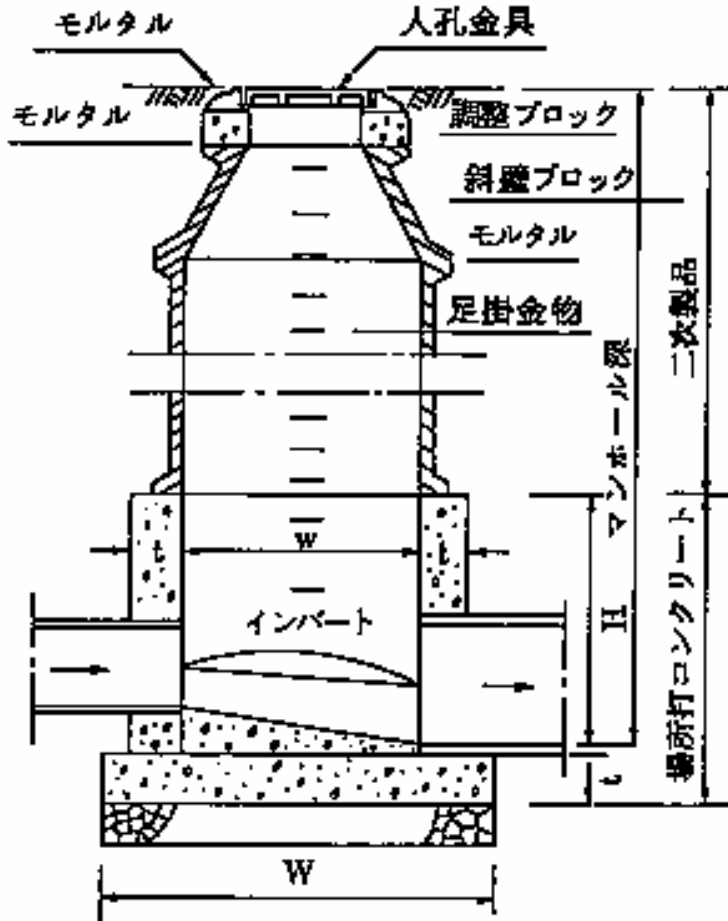 モルタル
人孔金具
モルタル
調整ブロック
斜壁ブロック
モルタル
足掛金物
二次製品
マンホール深
t
w
t
インバート
H
場所打コンクリート
t
W